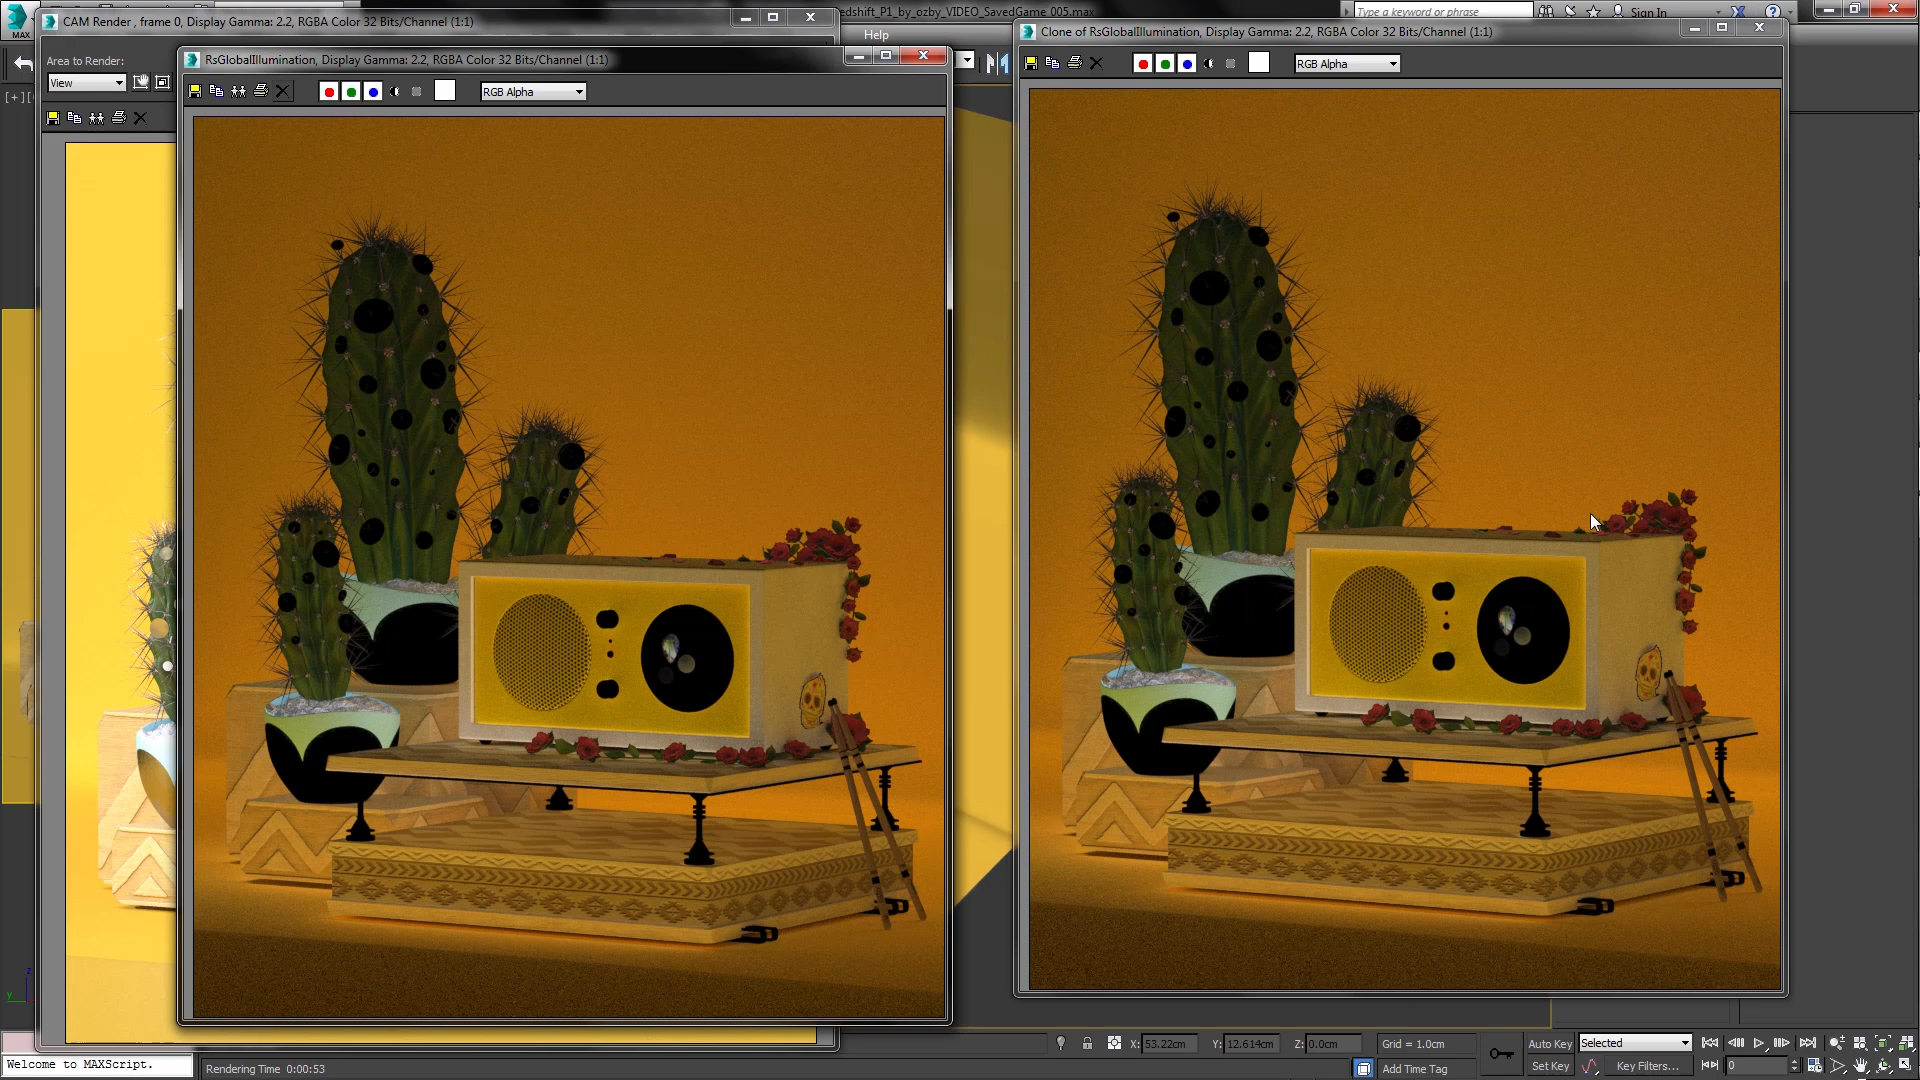 edshift_P1_by_ozby_VIDEO_SavedGame_005.max
Type a keyword or phrase
Sign In
MAX
CAM Render , frame 0, Display Gamma: 2.2, RGBA Color 32 Bits/Channel (1:1)
Help
Clone of RsGlobalIllumination, Display Gamma: 2.2, RGBA Color 32 Bits/Channel (1:1)
Area to Render:
RsGlobalIllumination, Display Gamma: 2.2, RGBA Color 32 Bits/Channel (1:1)
View
RGB Alpha
RGB Alpha
[+]
z
y
X: 53.22cm
Y: 12.614cm
Z: 0.0cm
Grid = 1.0cm
Auto Key
Selected
Welcome to MAXScript.
Rendering Time 0:00:53
Add Time Tag
Set Key
Key Filters...
0